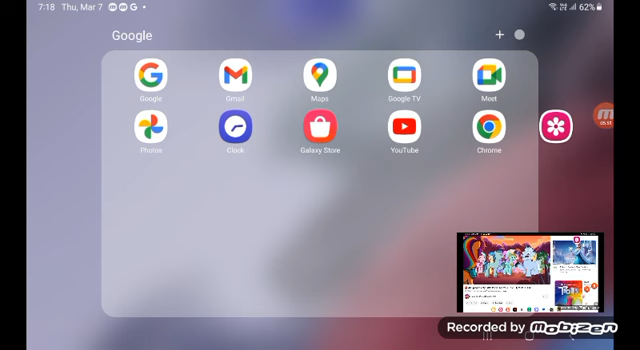 7:18 Thu, Mar 7 62%
Google
Google Gmail Maps Google TV Meet
Photos Clock Galaxy Store YouTube Chrome
Recorded by mobizen